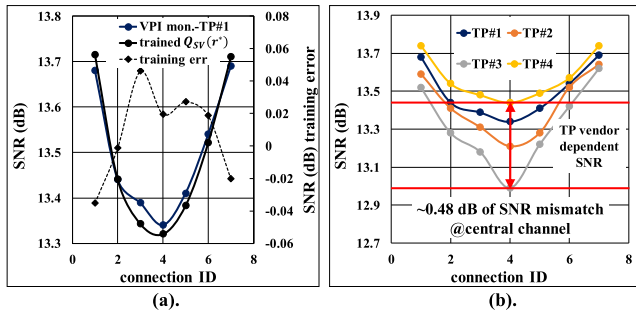 (a)
VPI mon.-TP#1
trained Q_SV(r*)
training err
SNR (dB)
13.8
13.7
13.6
13.5
13.4
13.3
0.08
0.06
0.04
0.02
0
-0.02
-0.04
-0.06
SNR (dB) training error
0 2 4 6 8
connection ID
(a).
(b)
TP#1 TP#2
TP#3 TP#4
SNR (dB)
13.9
13.7
13.5
13.3
13.1
12.9
12.7
TP vendor
dependent
SNR
~0.48 dB of SNR mismatch
@central channel
0 2 4 6 8
connection ID
(b).